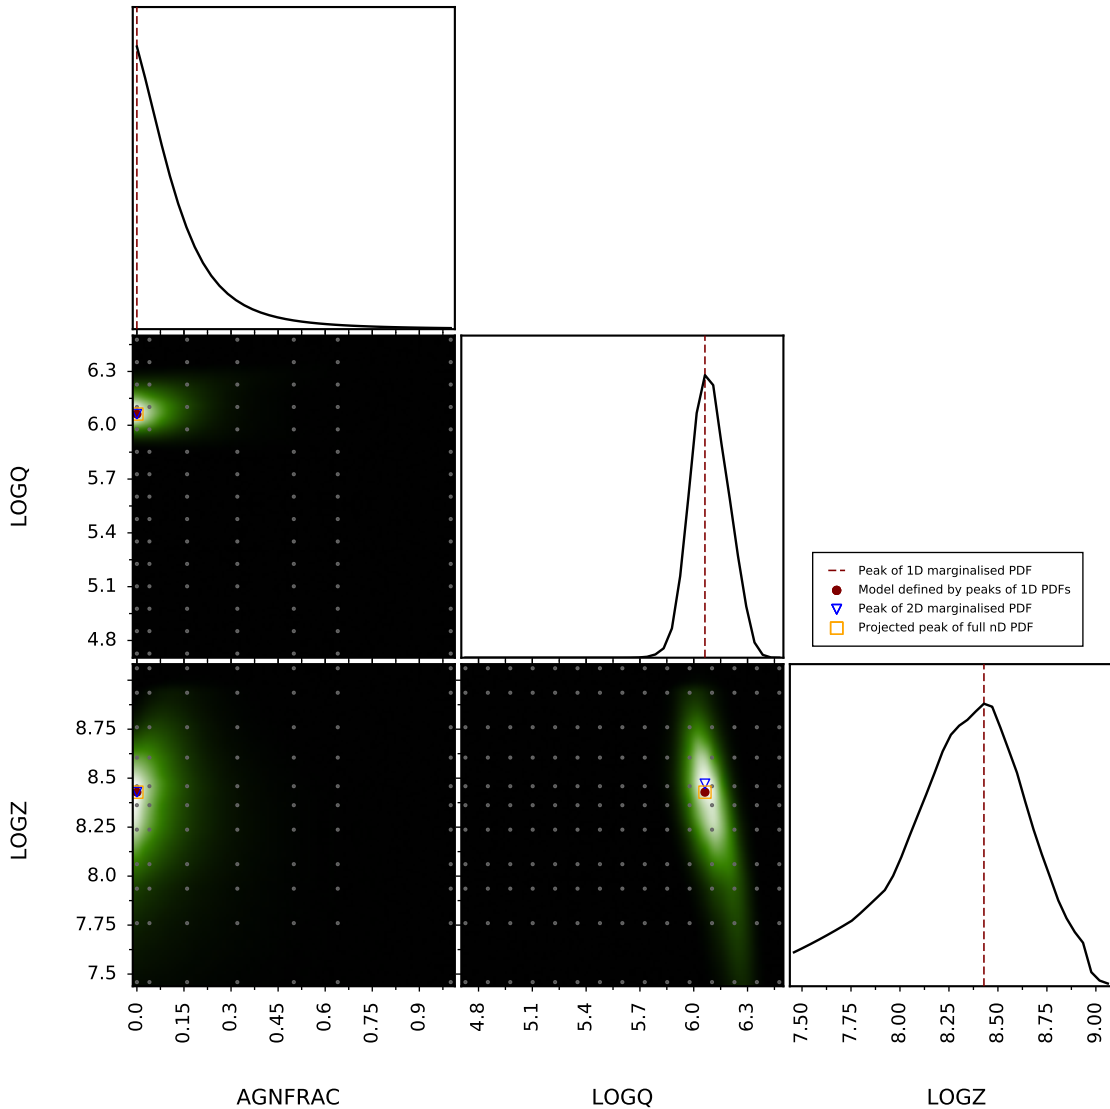 6.3
6.0
5.7
5.4
5.1
4.8
LOGQ
Peak of 1D marginalised PDF
Model defined by peaks of 1D PDFs
Peak of 2D marginalised PDF
Projected peak of full nD PDF
8.75
8.5
8.25
8.0
7.75
7.5
LOGZ
0.0 0.15 0.3 0.45 0.6 0.75 0.9
4.8 5.1 5.4 5.7 6.0 6.3
7.50 7.75 8.00 8.25 8.50 8.75 9.00
AGNFRAC
LOGQ
LOGZ